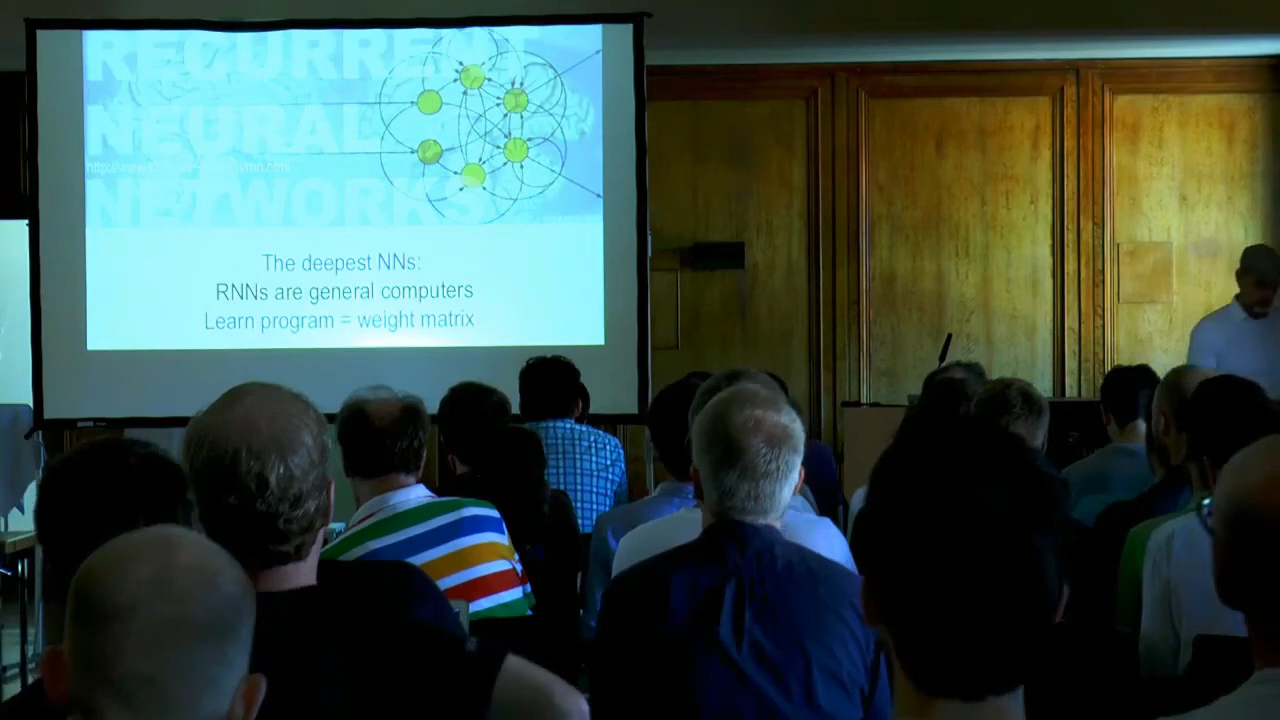 RECURRENT
NEURAL
NETWORKS
The deepest NNs:
RNNs are general computers
Learn program = weight matrix